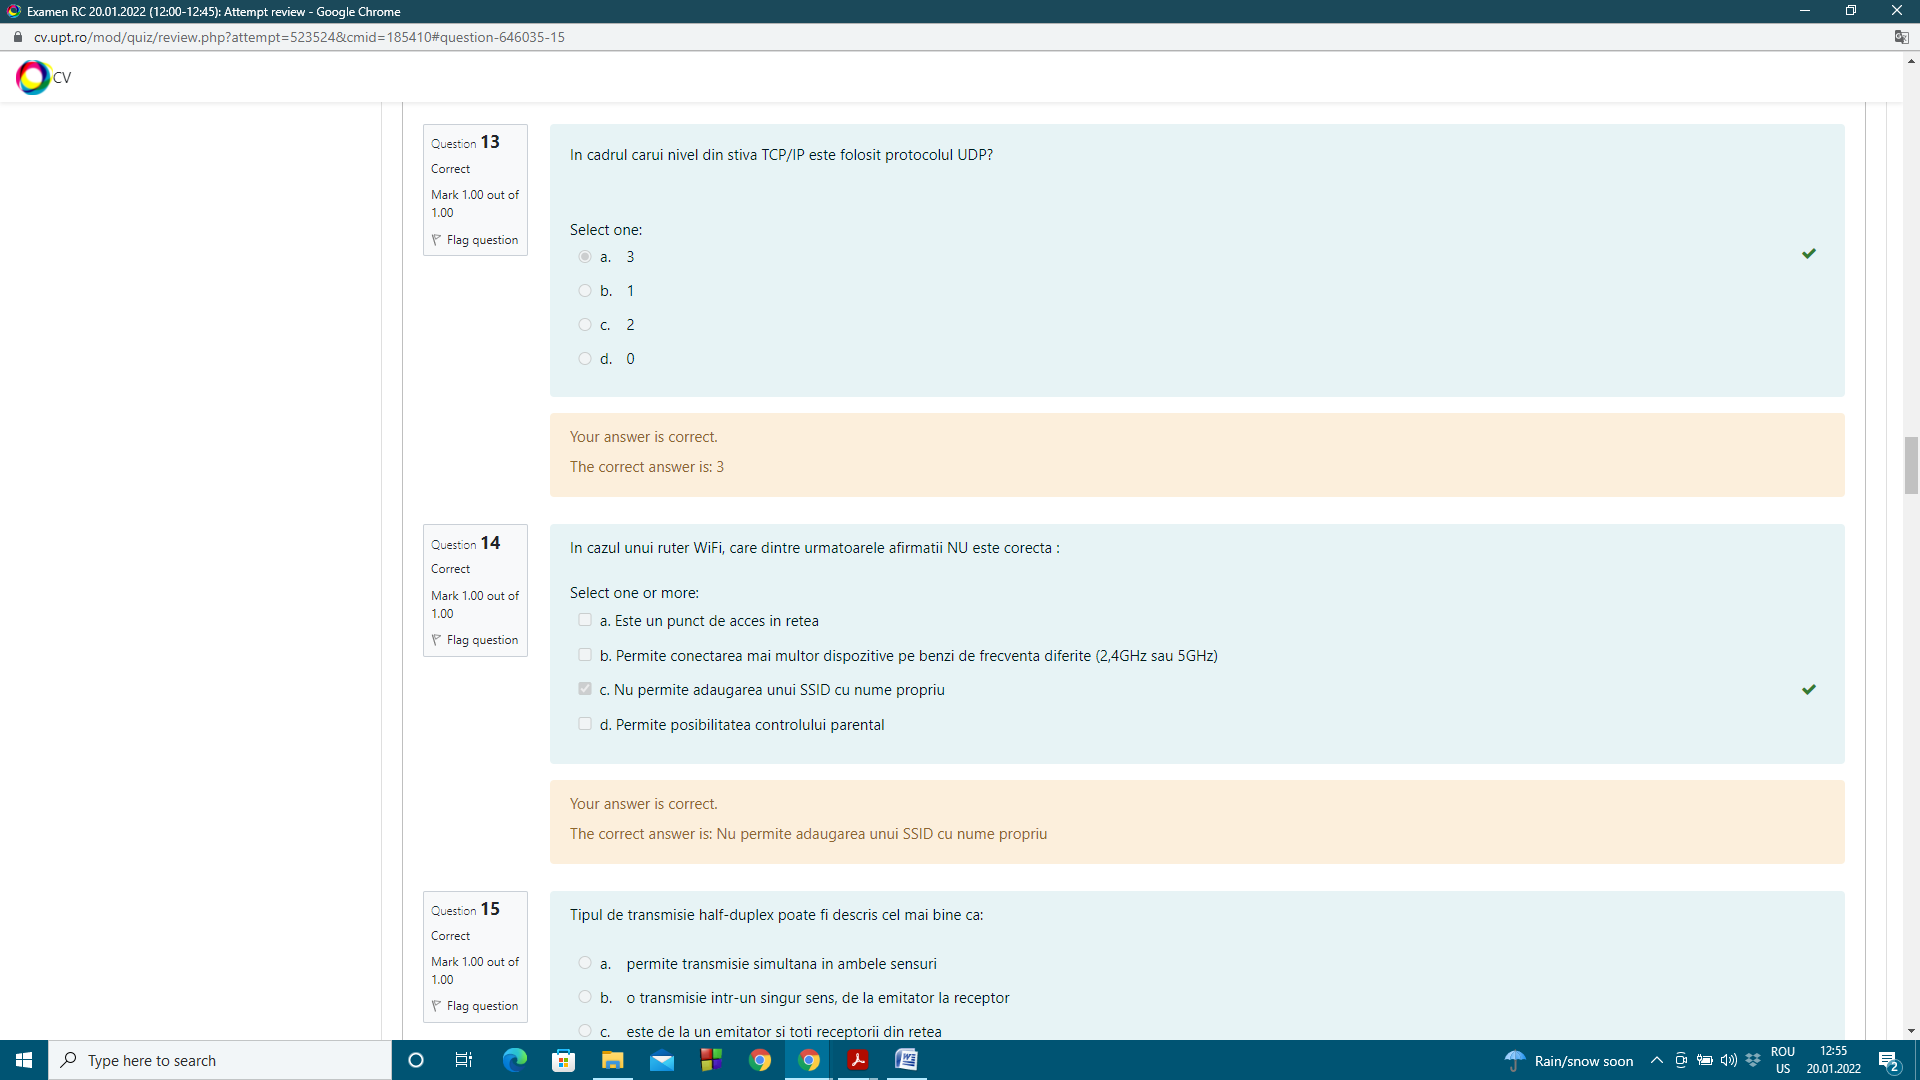 Examen RC 20.01.2022 (12:00-12:45): Attempt review - Google Chrome
cv.upt.ro/mod/quiz/review.php?attempt=523524&cmid=185410#question-646035-15
CV
Question 13
Correct
Mark 1.00 out of
1.00
Flag question
In cadrul carui nivel din stiva TCP/IP este folosit protocolul UDP?
Select one:
a. 3
b. 1
c. 2
d. 0
Your answer is correct.
The correct answer is: 3
Question 14
Correct
Mark 1.00 out of
1.00
Flag question
In cazul unui ruter WiFi, care dintre urmatoarele afirmatii NU este corecta :
Select one or more:
a. Este un punct de acces in retea
b. Permite conectarea mai multor dispozitive pe benzi de frecventa diferite (2,4GHz sau 5GHz)
c. Nu permite adaugarea unui SSID cu nume propriu
d. Permite posibilitatea controlului parental
Your answer is correct.
The correct answer is: Nu permite adaugarea unui SSID cu nume propriu
Question 15
Correct
Mark 1.00 out of
1.00
Flag question
Tipul de transmisie half-duplex poate fi descris cel mai bine ca:
a. permite transmisie simultana in ambele sensuri
b. o transmisie intr-un singur sens, de la emitator la receptor
c. este de la un emitator si toti receptorii din retea
Type here to search
Rain/snow soon
ROU
US
12:55
20.01.2022
2